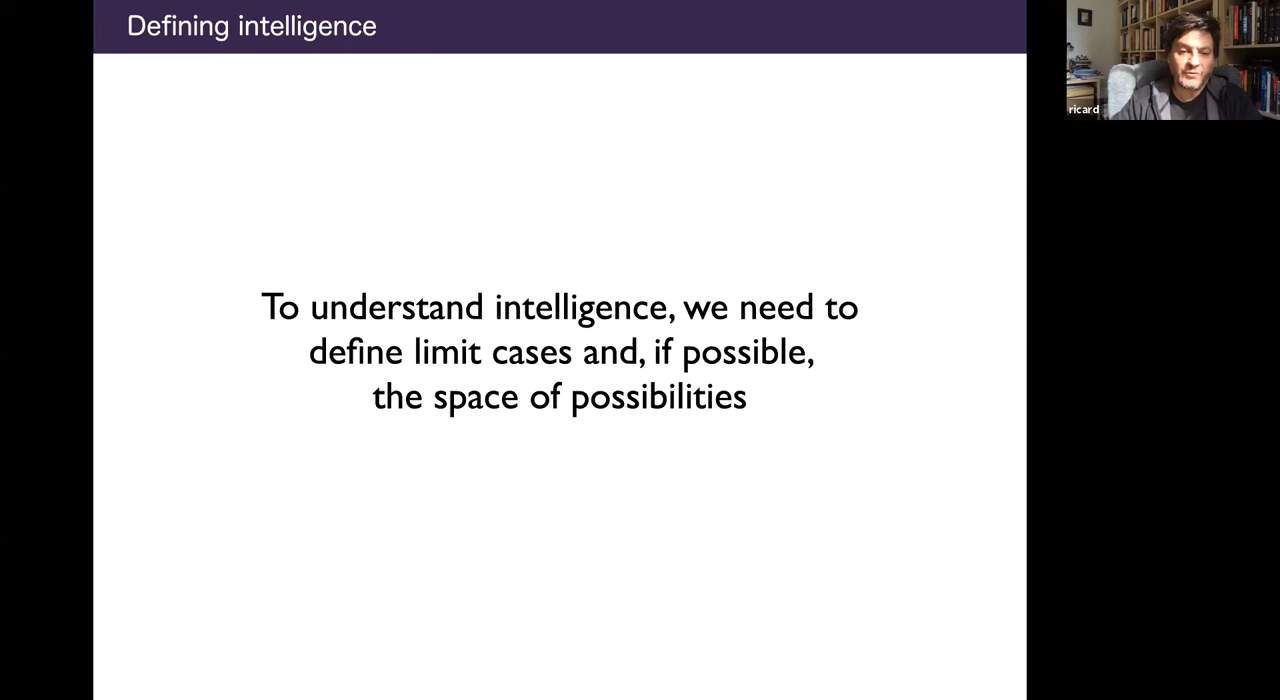 Defining intelligence
ricard
To understand intelligence, we need to
define limit cases and, if possible,
the space of possibilities